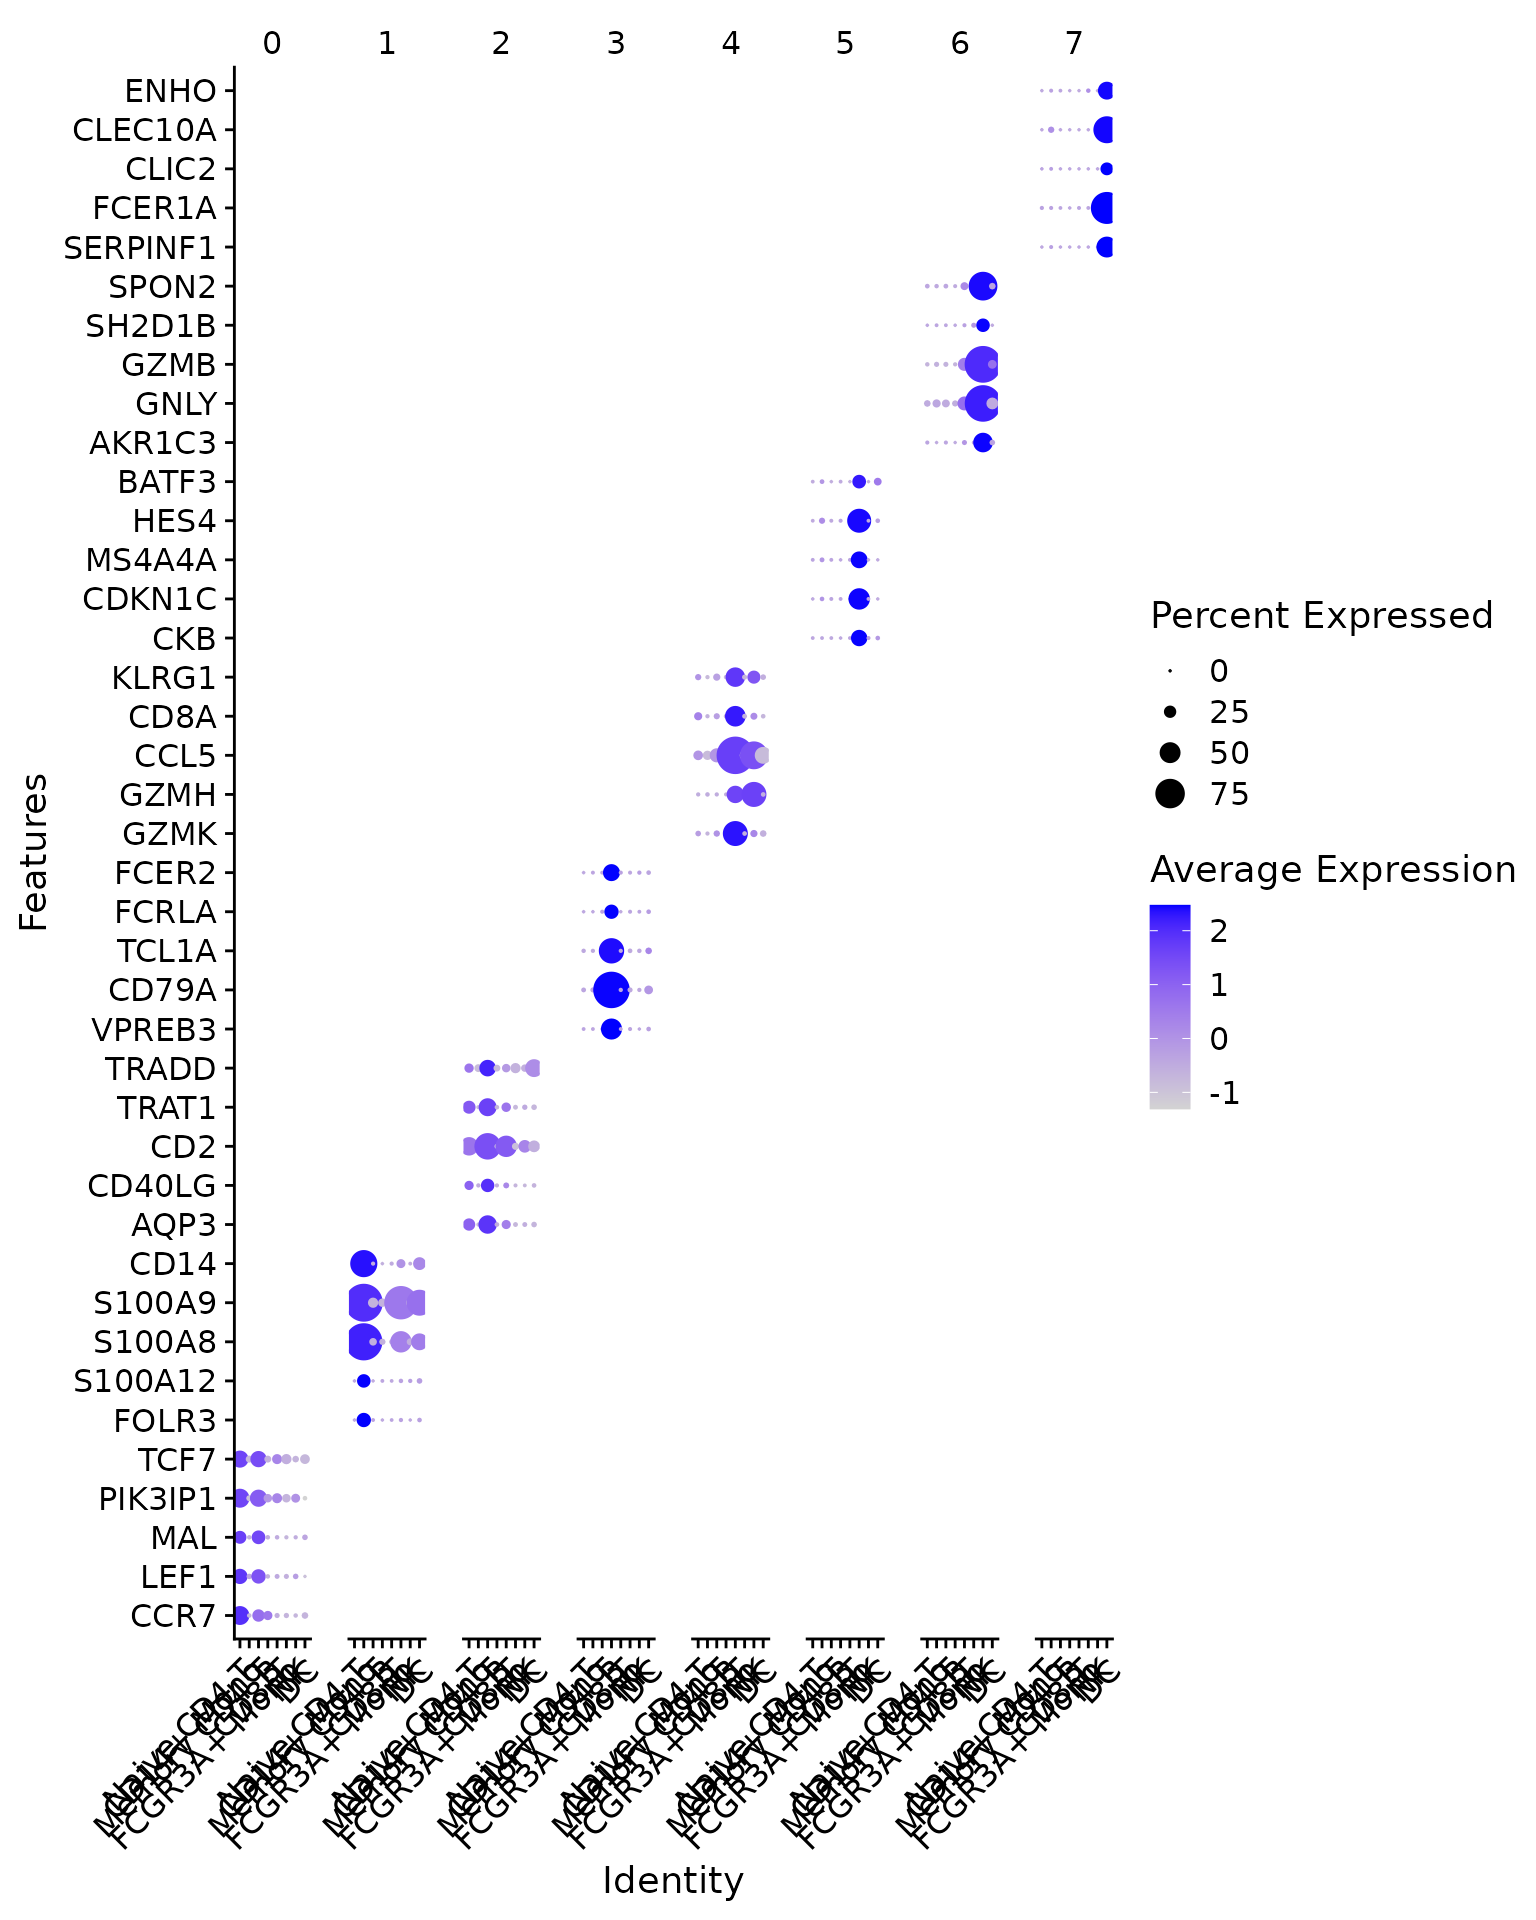 0 1 2 3 4 5 6 7
ENHO
CLEC10A
CLIC2
FCER1A
SERPINF1
SPON2
SH2D1B
GZMB
GNLY
AKR1C3
BATF3
HES4
MS4A4A
CDKN1C
CKB
KLRG1
CD8A
CCL5
GZMH
GZMK
FCER2
FCRLA
TCL1A
CD79A
VPREB3
TRADD
TRAT1
CD2
CD40LG
AQP3
CD14
S100A9
S100A8
S100A12
FOLR3
TCF7
PIK3IP1
MAL
LEF1
CCR7
Features
Identity
Percent Expressed
0
25
50
75
Average Expression
2
1
0
-1